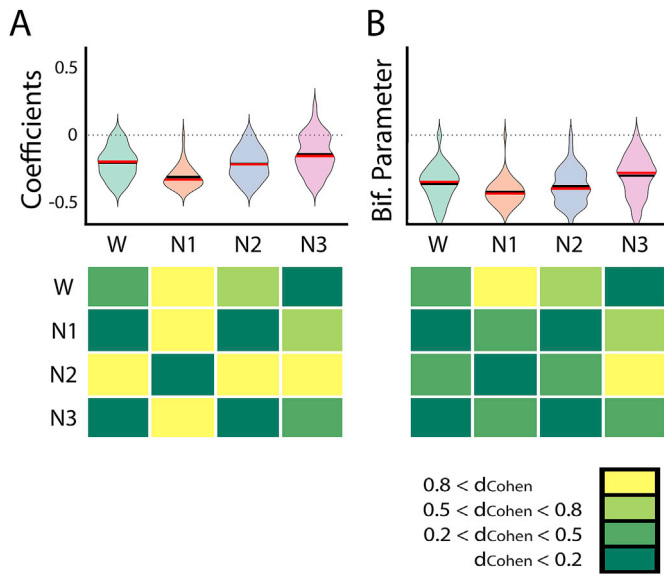 A
B
Coefficients
0.5
0
-0.5
W N1 N2 N3
Bif. Parameter
W N1 N2 N3
W
N1
N2
N3
0.8 < dCohen
0.5 < dCohen < 0.8
0.2 < dCohen < 0.5
dCohen < 0.2